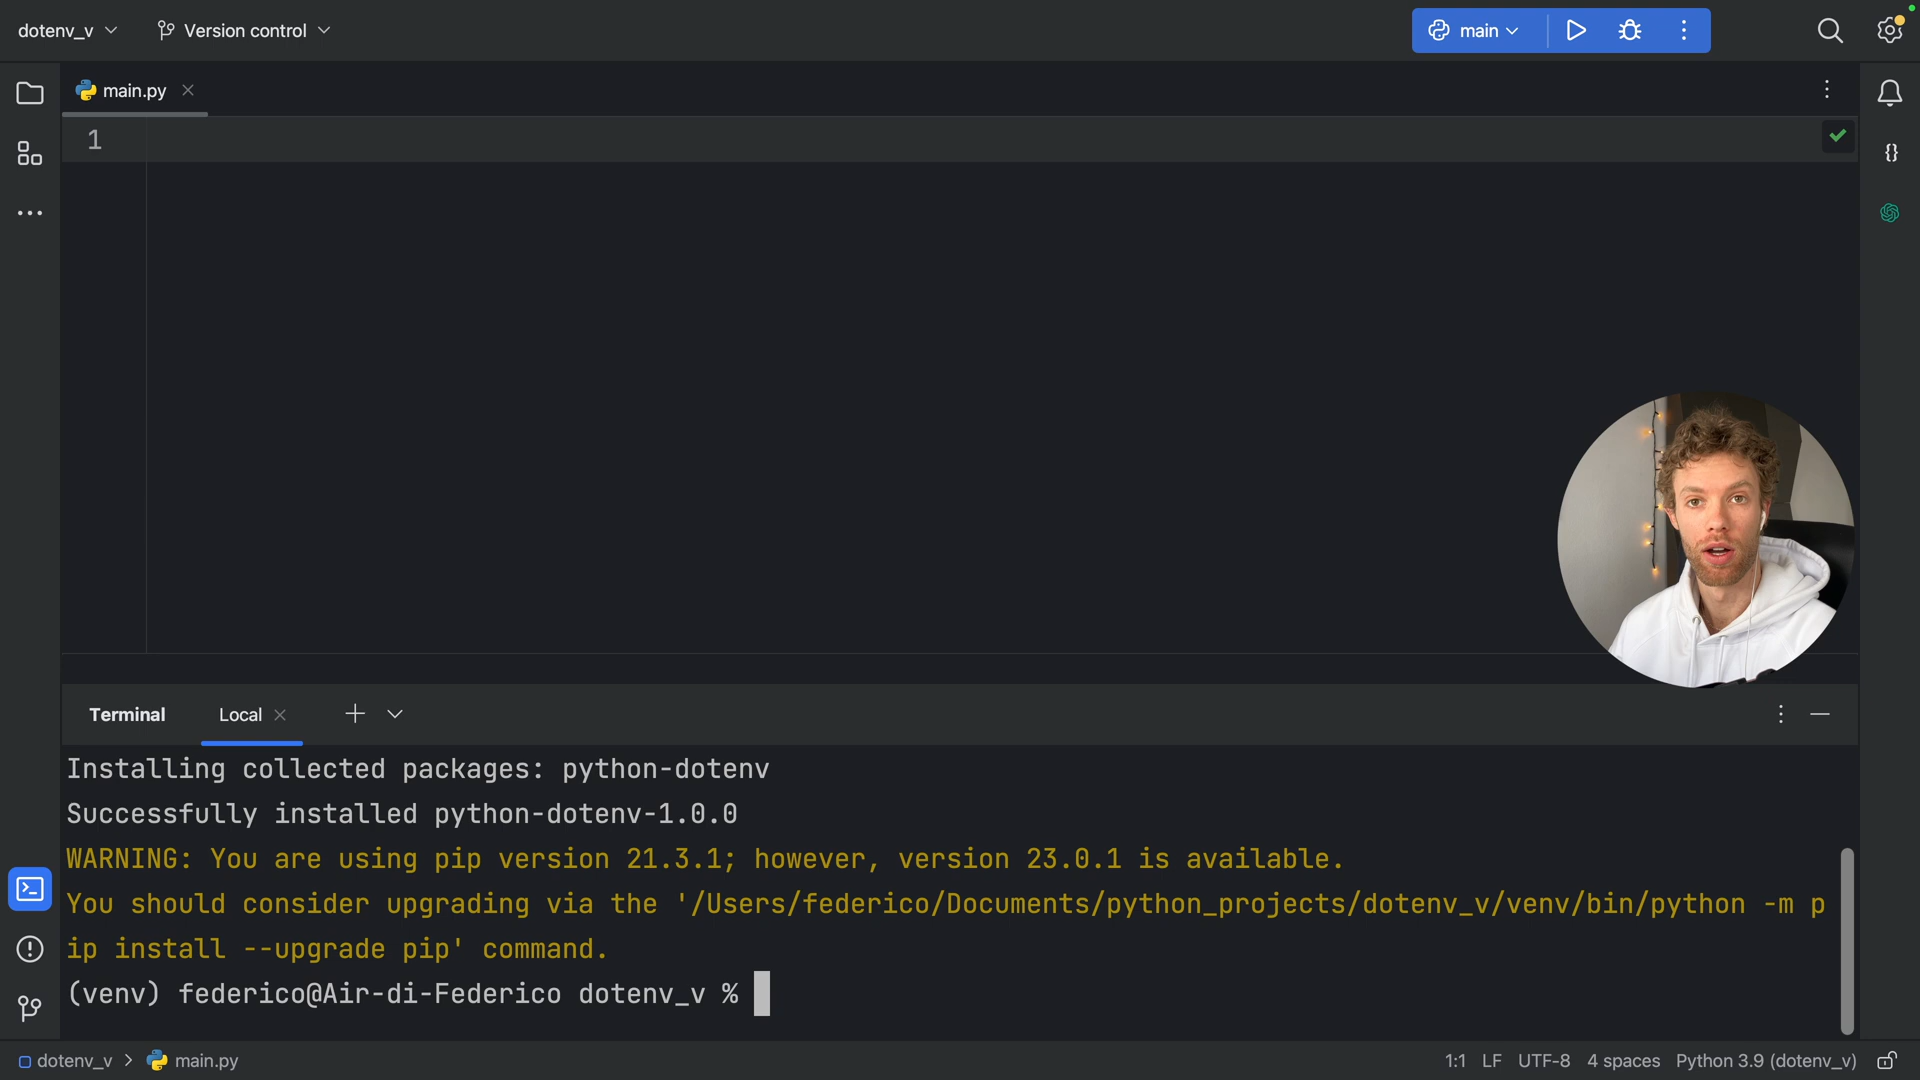 dotenv_v
Version control
main
main.py
1
Terminal
Local
Installing collected packages: python-dotenv
Successfully installed python-dotenv-1.0.0
WARNING: You are using pip version 21.3.1; however, version 23.0.1 is available.
You should consider upgrading via the '/Users/federico/Documents/python_projects/dotenv_v/venv/bin/python -m p
ip install --upgrade pip' command.
(venv) federico@Air-di-Federico dotenv_v %
dotenv_v > main.py
1:1 LF UTF-8 4 spaces Python 3.9 (dotenv_v)